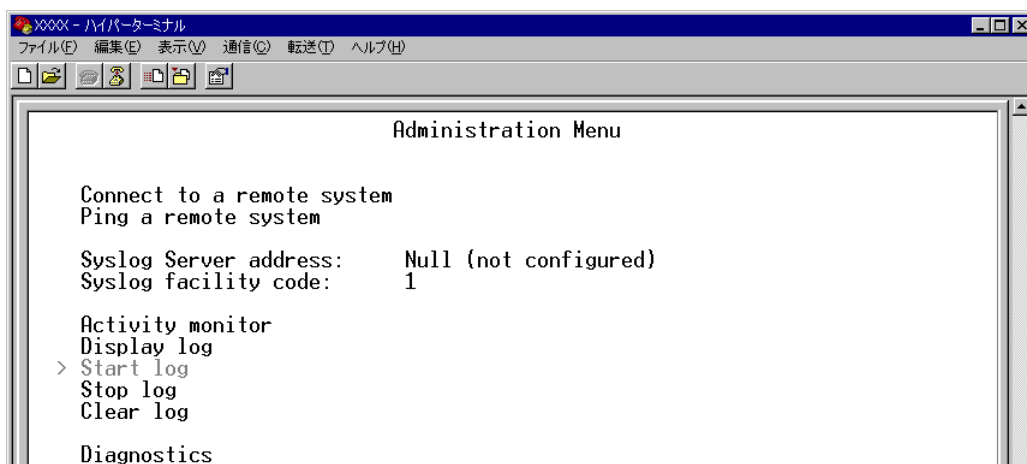 XXXX - ハイパーターミナル
ファイル(F) 編集(E) 表示(V) 通信(C) 転送(T) ヘルプ(H)
Administration Menu
Connect to a remote system
Ping a remote system
Syslog Server address: Null (not configured)
Syslog facility code: 1
Activity monitor
Display log
> Start log
Stop log
Clear log
Diagnostics